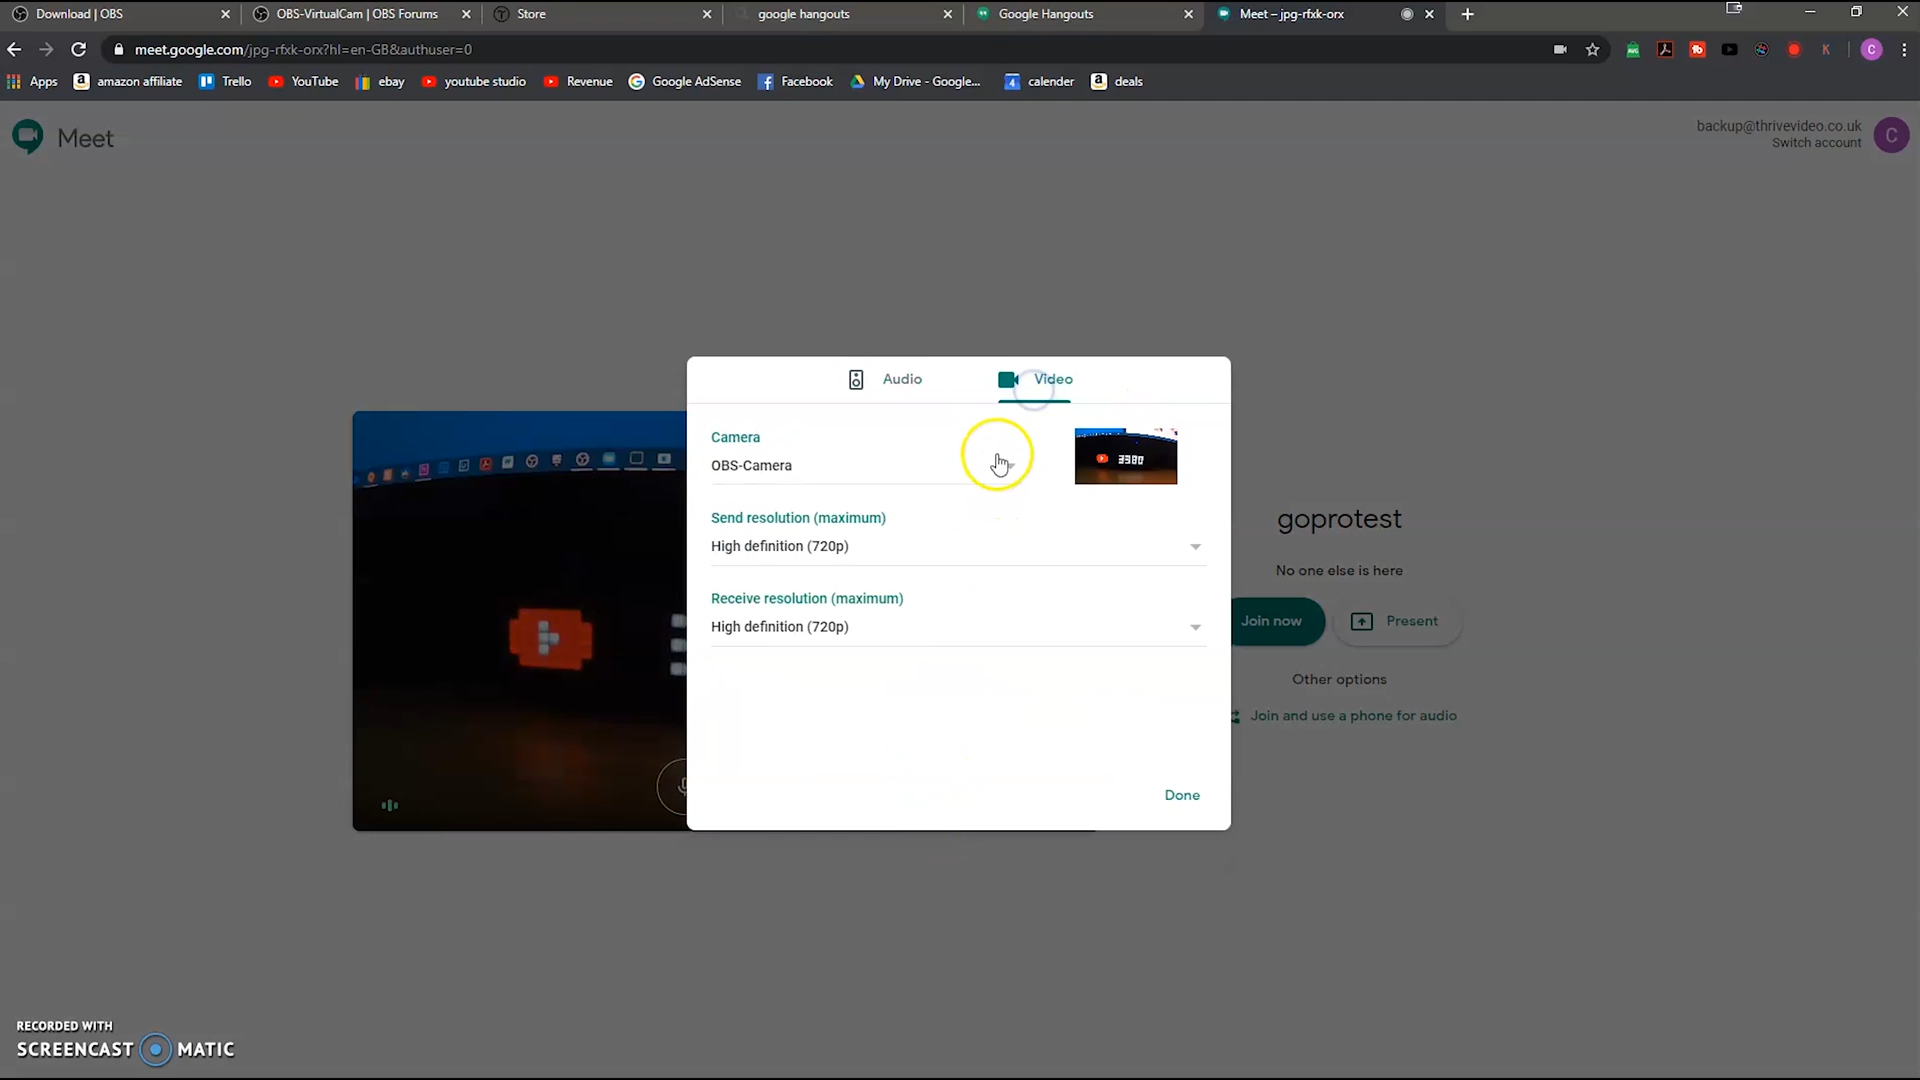 Download | OBS
OBS-VirtualCam | OBS Forums
Store
google hangouts
Google Hangouts
Meet – jpg-rfxk-orx
meet.google.com/jpg-rfxk-orx?hl=en-GB&authuser=0
Apps
amazon affiliate
Trello
YouTube
ebay
youtube studio
Revenue
Google AdSense
Facebook
My Drive - Google...
calender
deals
Meet
backup@thrivevideo.co.uk
Switch account
C
Audio
Video
Camera
OBS-Camera
Send resolution (maximum)
High definition (720p)
Receive resolution (maximum)
High definition (720p)
Done
goprotest
No one else is here
Join now
Present
Other options
Join and use a phone for audio
RECORDED WITH
SCREENCAST MATIC